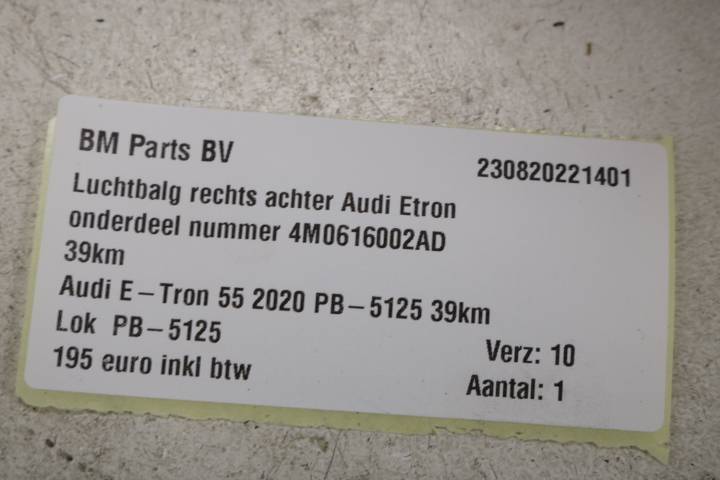 BM Parts BV 230820221401
Luchtbalg rechts achter Audi Etron
onderdeel nummer 4M0616002AD
39km
Audi E-Tron 55 2020 PB-5125 39km
Lok PB-5125 Verz: 10
195 euro inkl btw Aantal: 1